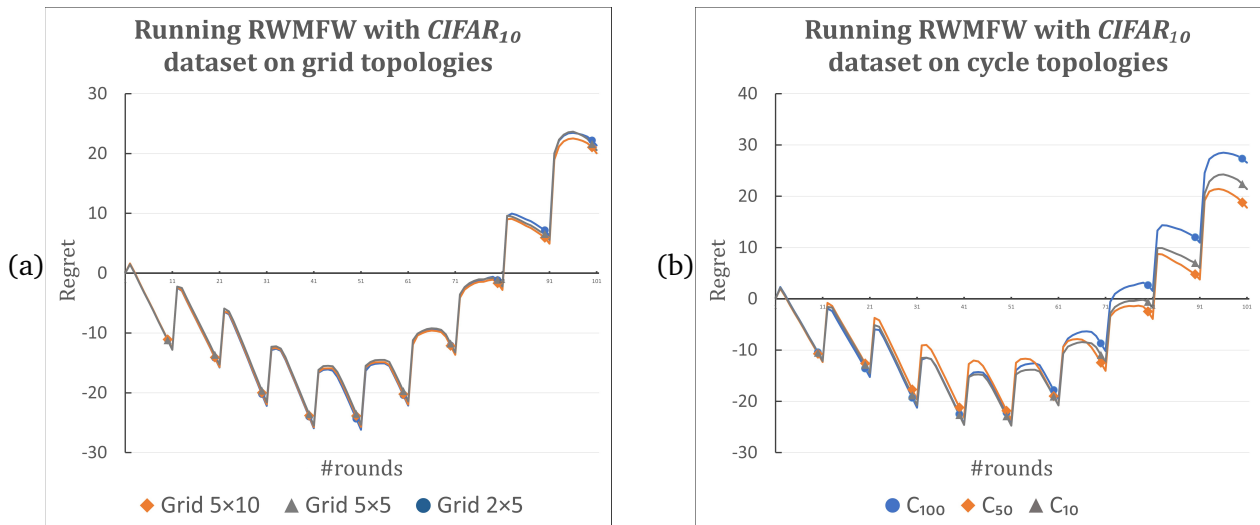 (a)
Running RWMFW with CIFAR₁₀
dataset on grid topologies
Regret
30
20
10
0
-10
-20
-30
11 21 31 41 51 61 71 81 91 101
#rounds
Grid 5×10 Grid 5×5 Grid 2×5
(b)
Running RWMFW with CIFAR₁₀
dataset on cycle topologies
Regret
40
30
20
10
0
-10
-20
-30
11 21 31 41 51 61 71 81 91 101
#rounds
C₁₀₀ C₅₀ C₁₀